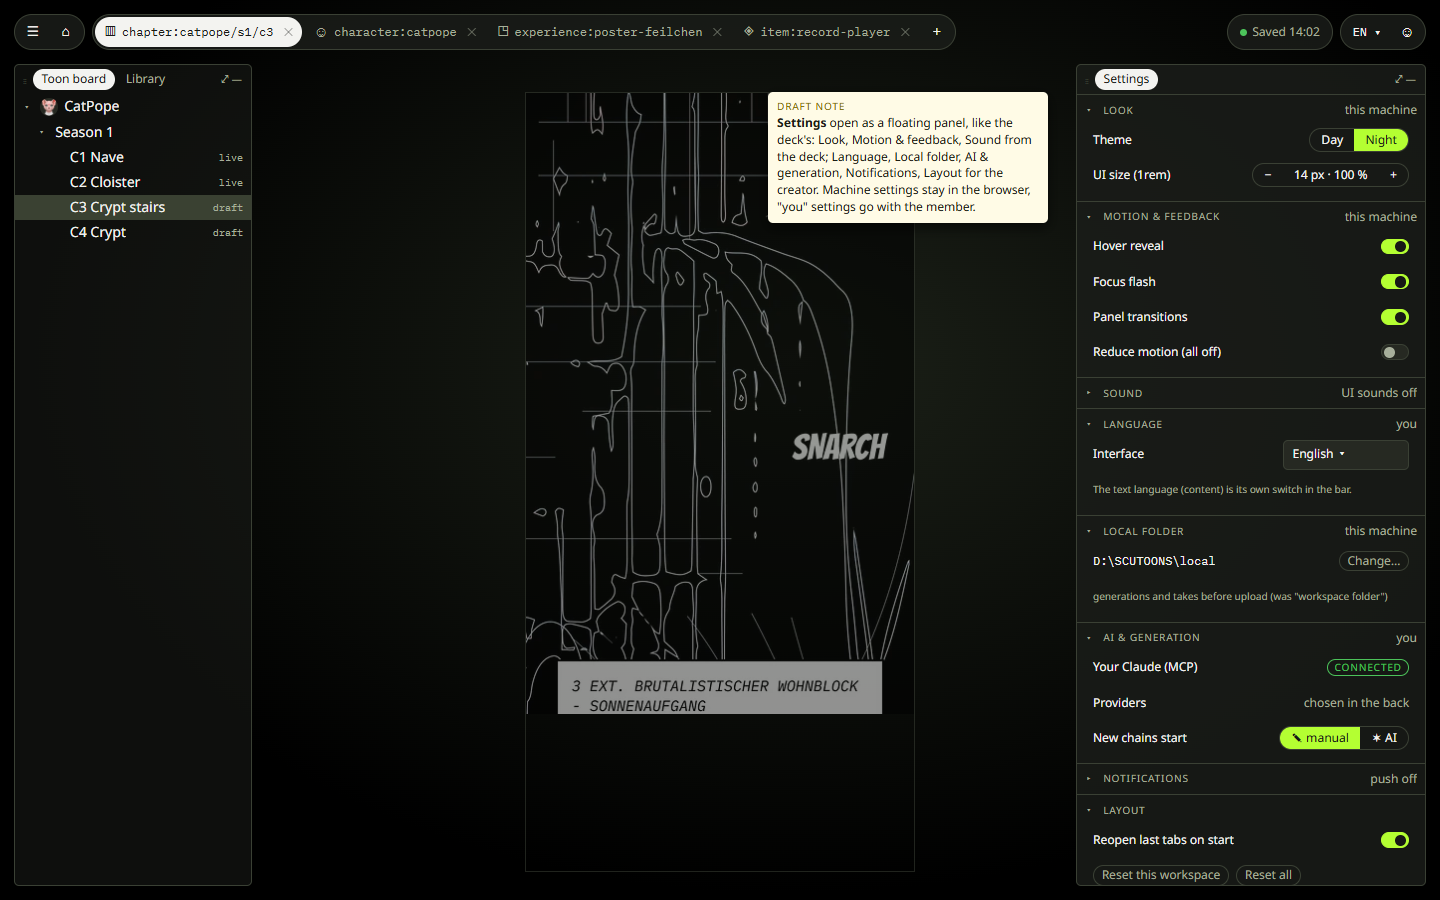 chapter:catpope/s1/c3
character:catpope
experience:poster-feilchen
item:record-player
+
Saved 14:02
EN
Toon board
Library
CatPope
Season 1
C1 Nave live
C2 Cloister live
C3 Crypt stairs draft
C4 Crypt draft
SNARCH
3 EXT. BRUTALISTISCHER WOHNBLOCK
- SONNENAUFGANG
DRAFT NOTE
Settings open as a floating panel, like the
deck's: Look, Motion & feedback, Sound from
the deck; Language, Local folder, AI &
generation, Notifications, Layout for the
creator. Machine settings stay in the browser,
"you" settings go with the member.
Settings
LOOK this machine
Theme Day Night
UI size (1rem) − 14 px · 100 % +
MOTION & FEEDBACK this machine
Hover reveal
Focus flash
Panel transitions
Reduce motion (all off)
SOUND UI sounds off
LANGUAGE you
Interface English
The text language (content) is its own switch in the bar.
LOCAL FOLDER this machine
D:\SCUTOONS\local Change...
generations and takes before upload (was "workspace folder")
AI & GENERATION you
Your Claude (MCP) CONNECTED
Providers chosen in the back
New chains start manual AI
NOTIFICATIONS push off
LAYOUT
Reopen last tabs on start
Reset this workspace Reset all